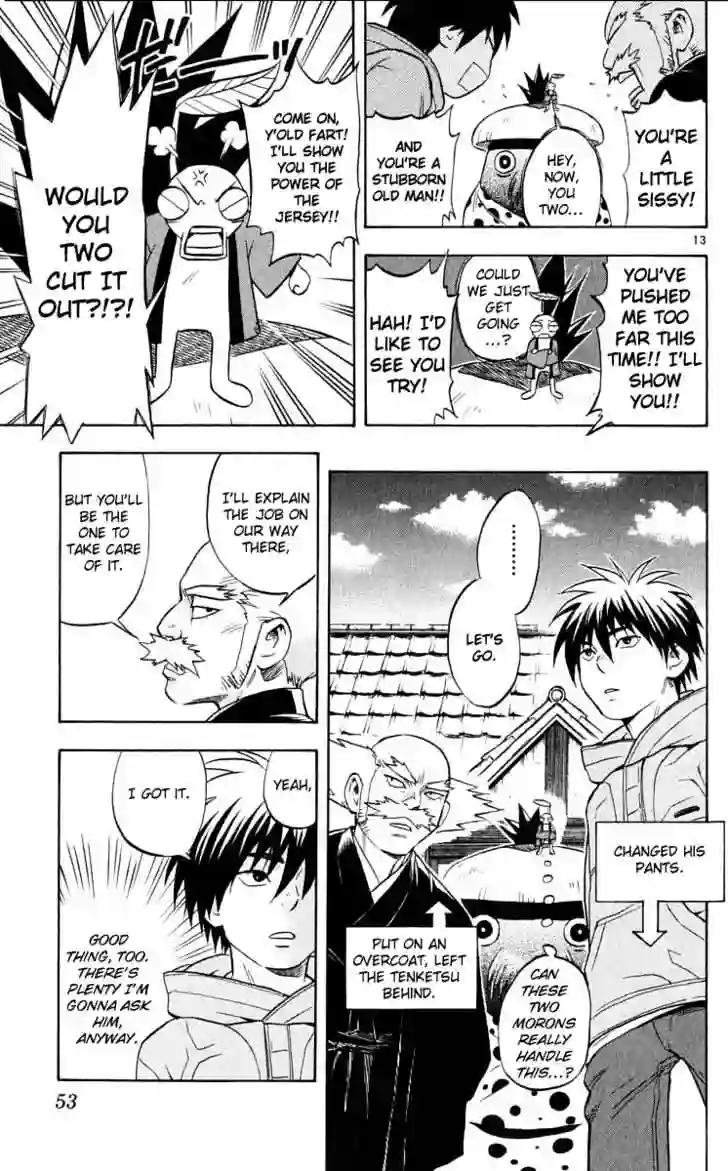 YOU'RE
A
LITTLE
SISSY!
HEY,
NOW,
YOU
TWO...
AND
YOU'RE A
STUBBORN
OLD MAN!!
13
YOU'VE
PUSHED
ME TOO
FAR THIS
TIME!! I'LL
SHOW
YOU!!
COULD
WE JUST
GET
GOING
...?
HAH! I'D
LIKE TO
SEE YOU
TRY!
COME ON,
Y'OLD FART!
I'LL SHOW
YOU THE
POWER OF
THE
JERSEY!!
WOULD
YOU
TWO
CUT IT
OUT?!?!
.........
LET'S
GO.
CHANGED HIS
PANTS.
PUT ON AN
OVERCOAT, LEFT
THE TENKETSU
BEHIND.
CAN
THESE
TWO
MORONS
REALLY
HANDLE
THIS...?
I'LL EXPLAIN
THE JOB ON
OUR WAY
THERE,
BUT YOU'LL
BE THE
ONE TO
TAKE CARE
OF IT.
YEAH,
I GOT IT.
GOOD
THING, TOO.
THERE'S
PLENTY I'M
GONNA ASK
HIM,
ANYWAY.
53